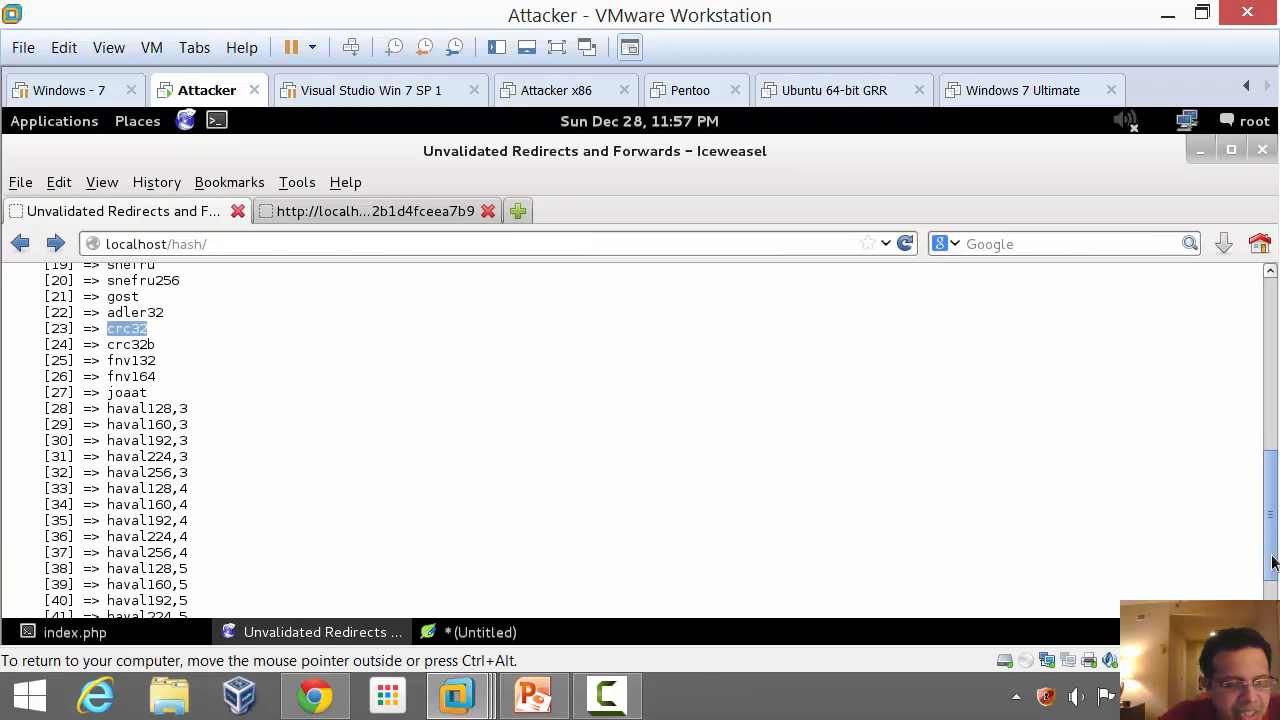 Attacker - VMware Workstation
File Edit View VM Tabs Help
Windows - 7 Attacker Visual Studio Win 7 SP 1 Attacker x86 Pentoo Ubuntu 64-bit GRR Windows 7 Ultimate
Applications Places Sun Dec 28, 11:57 PM root
Unvalidated Redirects and Forwards - Iceweasel
File Edit View History Bookmarks Tools Help
Unvalidated Redirects and F... http://localh...2b1d4fceea7b9
localhost/hash/ Google
[19] => snefru
[20] => snefru256
[21] => gost
[22] => adler32
[23] => crc32
[24] => crc32b
[25] => fnv132
[26] => fnv164
[27] => joaat
[28] => haval128,3
[29] => haval160,3
[30] => haval192,3
[31] => haval224,3
[32] => haval256,3
[33] => haval128,4
[34] => haval160,4
[35] => haval192,4
[36] => haval224,4
[37] => haval256,4
[38] => haval128,5
[39] => haval160,5
[40] => haval192,5
[41] => haval224,5
index.php Unvalidated Redirects ... *(Untitled)
To return to your computer, move the mouse pointer outside or press Ctrl+Alt.